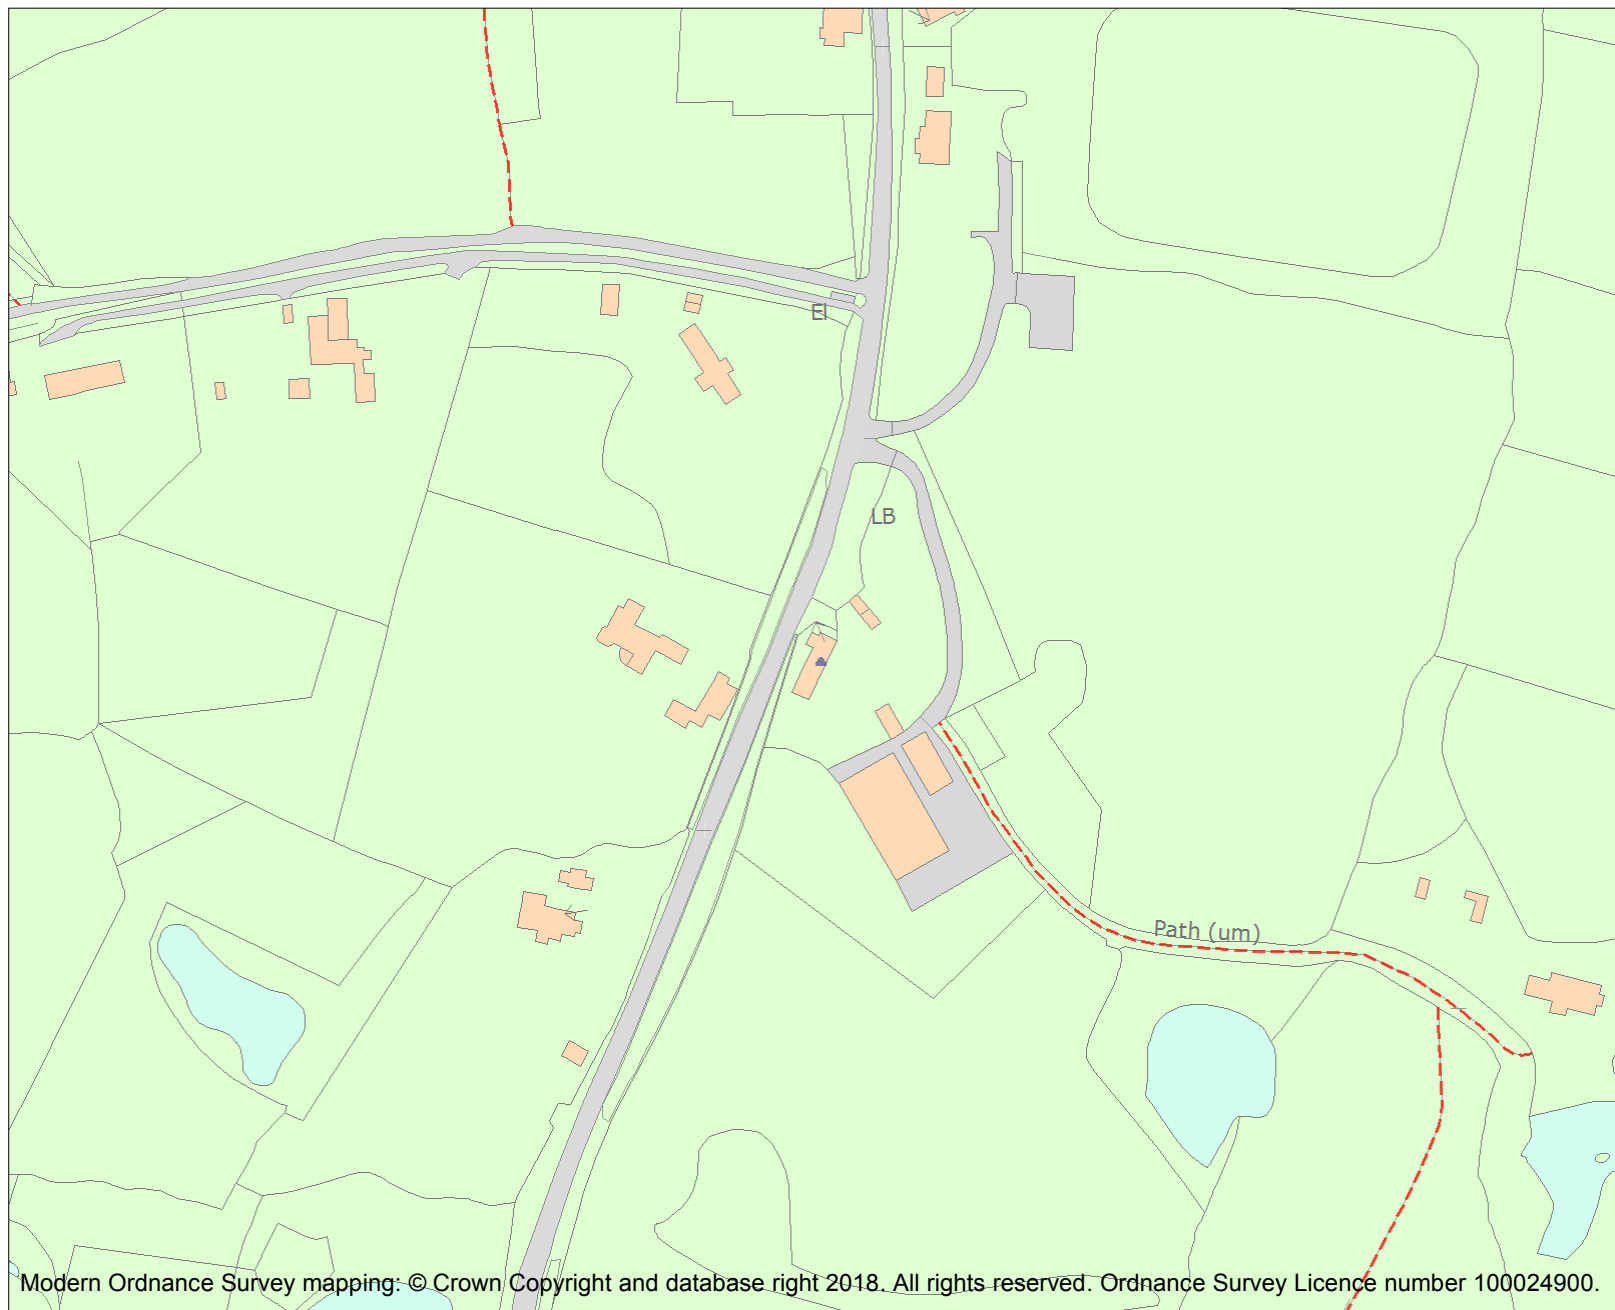 El
LB
Path (um)
Modern Ordnance Survey mapping: © Crown Copyright and database right 2018. All rights reserved. Ordnance Survey Licence number 100024900.